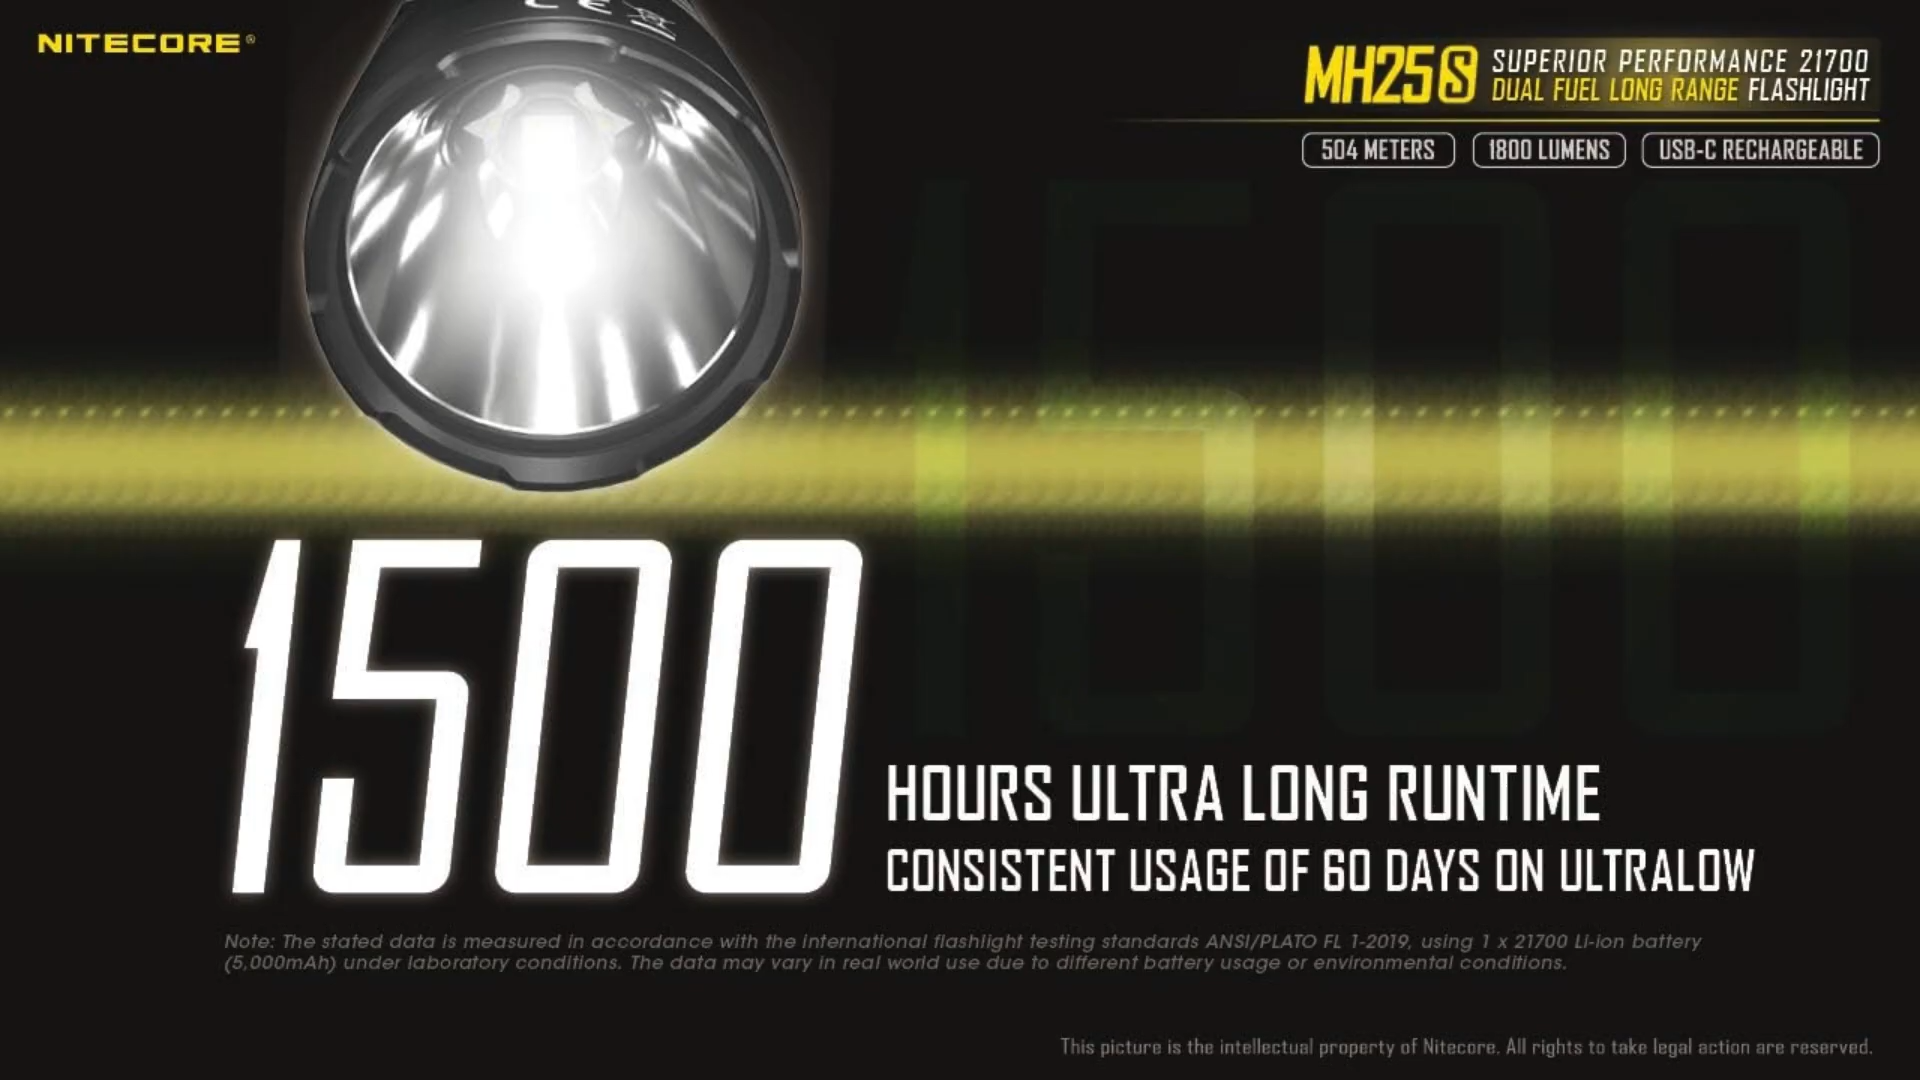 NITECORE®
MH25S
SUPERIOR PERFORMANCE 21700
DUAL FUEL LONG RANGE FLASHLIGHT
504 METERS
1800 LUMENS
USB-C RECHARGEABLE
1500
1500
HOURS ULTRA LONG RUNTIME
CONSISTENT USAGE OF 60 DAYS ON ULTRALOW
Note: The stated data is measured in accordance with the international flashlight testing standards ANSI/PLATO FL 1-2019, using 1 x 21700 Li-ion battery
(5,000mAh) under laboratory conditions. The data may vary in real world use due to different battery usage or environmental conditions.
This picture is the intellectual property of Nitecore. All rights to take legal action are reserved.